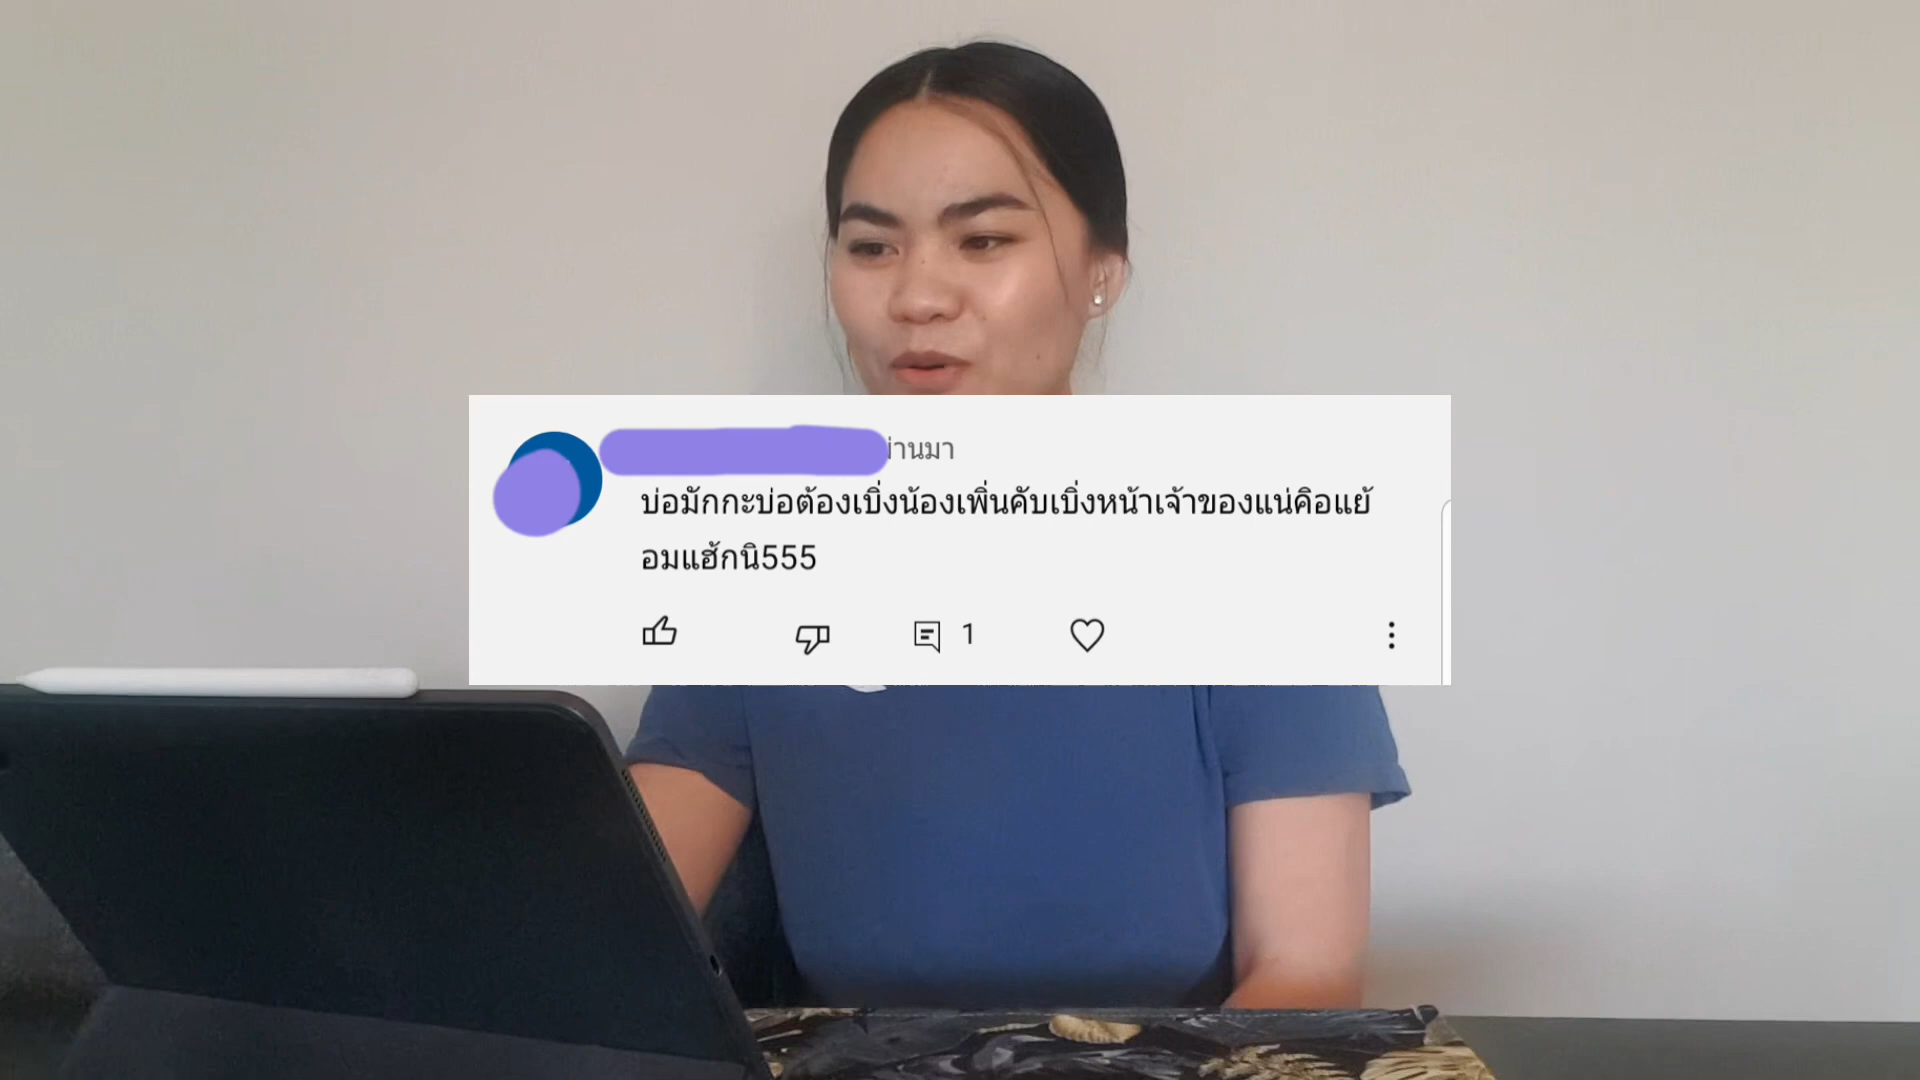 ผ่านมา
บ่อมักกะบ่อต้องเบิ่งน้องเพิ่นคับเบิ่งหน้าเจ้าของแน่คือแย้
อมแฮ้กนิ555
1